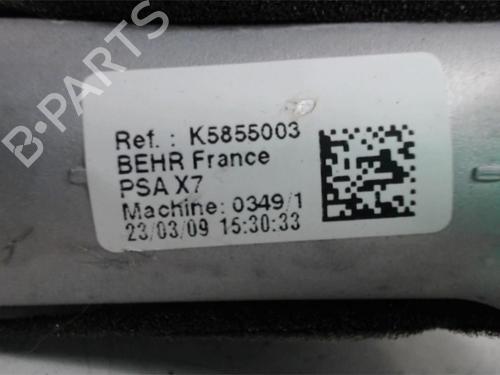 B-PARTS
Ref. : K5855003
BEHR France
PSA X7
Machine: 0349/1
23/03/09 15:30:33